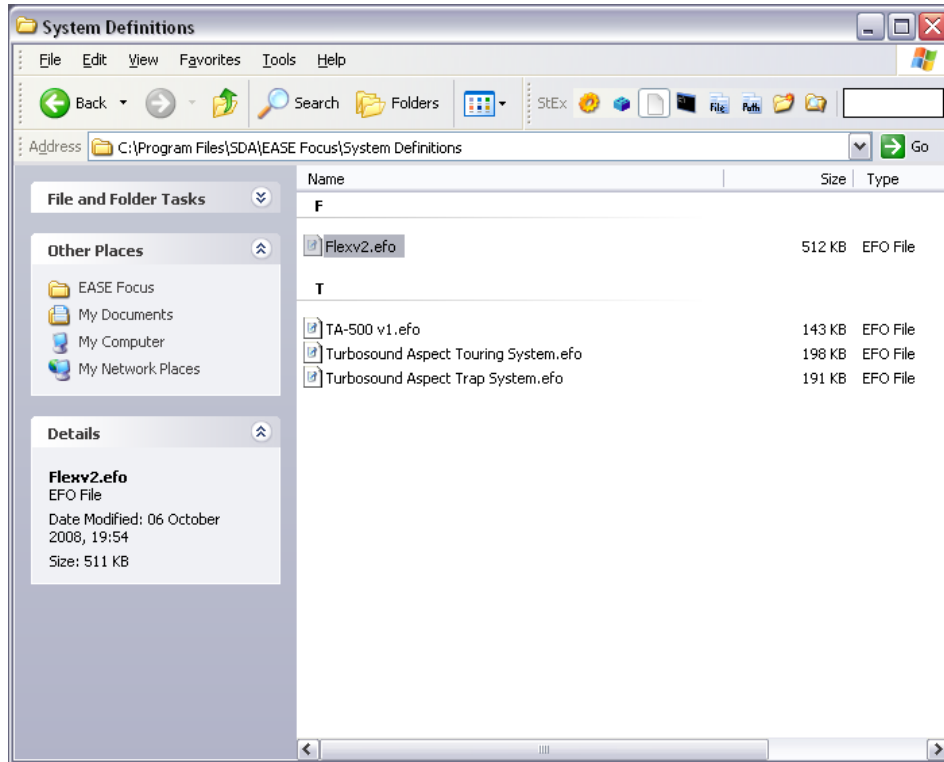 System Definitions
File Edit View Favorites Tools Help
Back Search Folders StEx File Path
Address C:\Program Files\SDA\EASE Focus\System Definitions Go
File and Folder Tasks
Other Places
EASE Focus
My Documents
My Computer
My Network Places
Details
Flexv2.efo
EFO File
Date Modified: 06 October
2008, 19:54
Size: 511 KB
Name Size Type
F
Flexv2.efo 512 KB EFO File
T
TA-500 v1.efo 143 KB EFO File
Turbosound Aspect Touring System.efo 198 KB EFO File
Turbosound Aspect Trap System.efo 191 KB EFO File